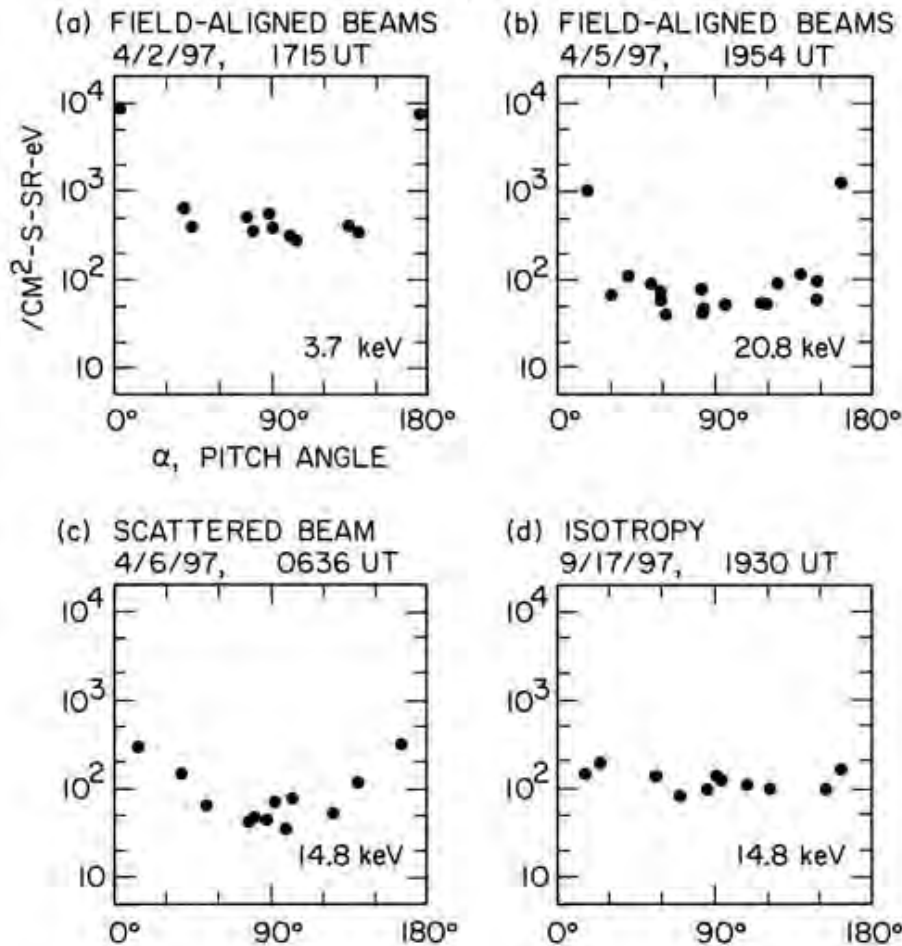 (a) FIELD-ALIGNED BEAMS
4/2/97, 1715 UT
(b) FIELD-ALIGNED BEAMS
4/5/97, 1954 UT
/CM²-S-SR-eV
10⁴
10³
10²
10
3.7 keV
0° 90° 180°
α, PITCH ANGLE
10⁴
10³
10²
10
20.8 keV
0° 90° 180°
(c) SCATTERED BEAM
4/6/97, 0636 UT
(d) ISOTROPY
9/17/97, 1930 UT
10⁴
10³
10²
10
14.8 keV
0° 90° 180°
10⁴
10³
10²
10
14.8 keV
0° 90° 180°